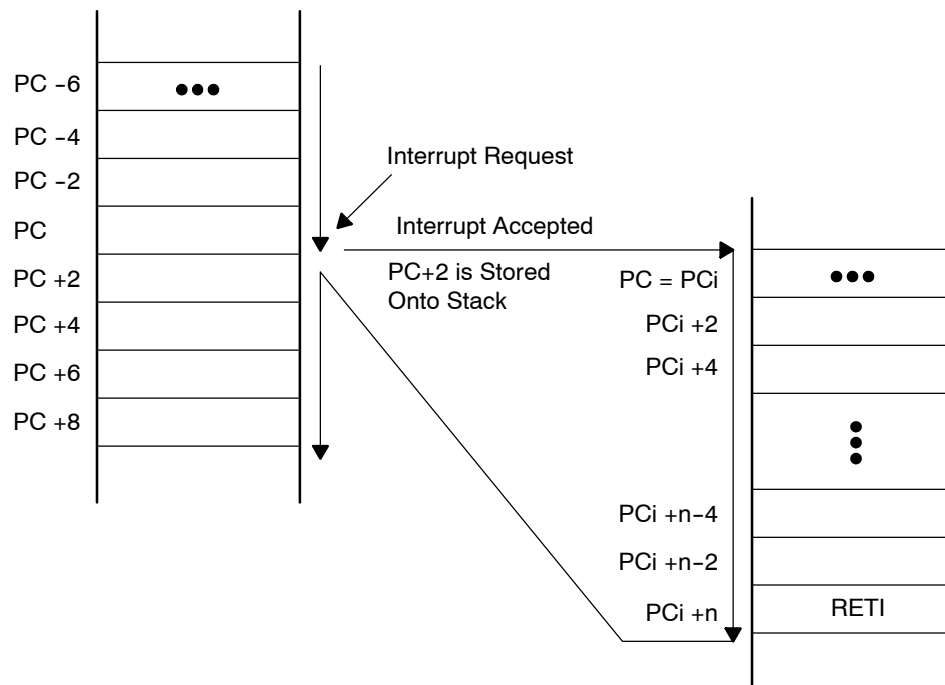 PC -6
PC -4
PC -2
PC
PC +2
PC +4
PC +6
PC +8
Interrupt Request
Interrupt Accepted
PC+2 is Stored
Onto Stack
PC = PCi
PCi +2
PCi +4
PCi +n-4
PCi +n-2
PCi +n
RETI